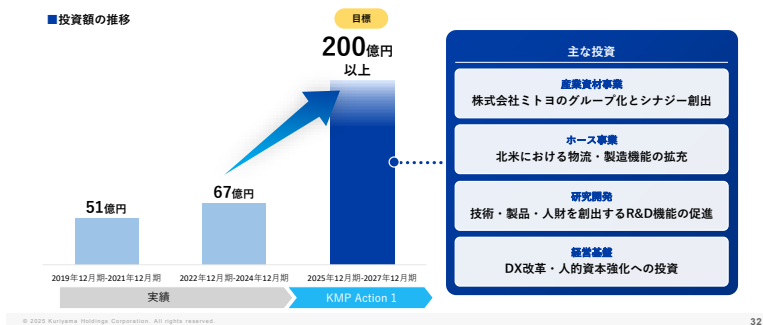 ■投資額の推移
目標
200億円
以上
67億円
51億円
2019年12月期-2021年12月期
2022年12月期-2024年12月期
2025年12月期-2027年12月期
実績
KMP Action 1
主な投資
産業資材事業
株式会社ミトヨのグループ化とシナジー創出
ホース事業
北米における物流・製造機能の拡充
研究開発
技術・製品・人財を創出するR&D機能の促進
経営基盤
DX改革・人的資本強化への投資
© 2025 Kuriyama Holdings Corporation. All rights reserved.
32